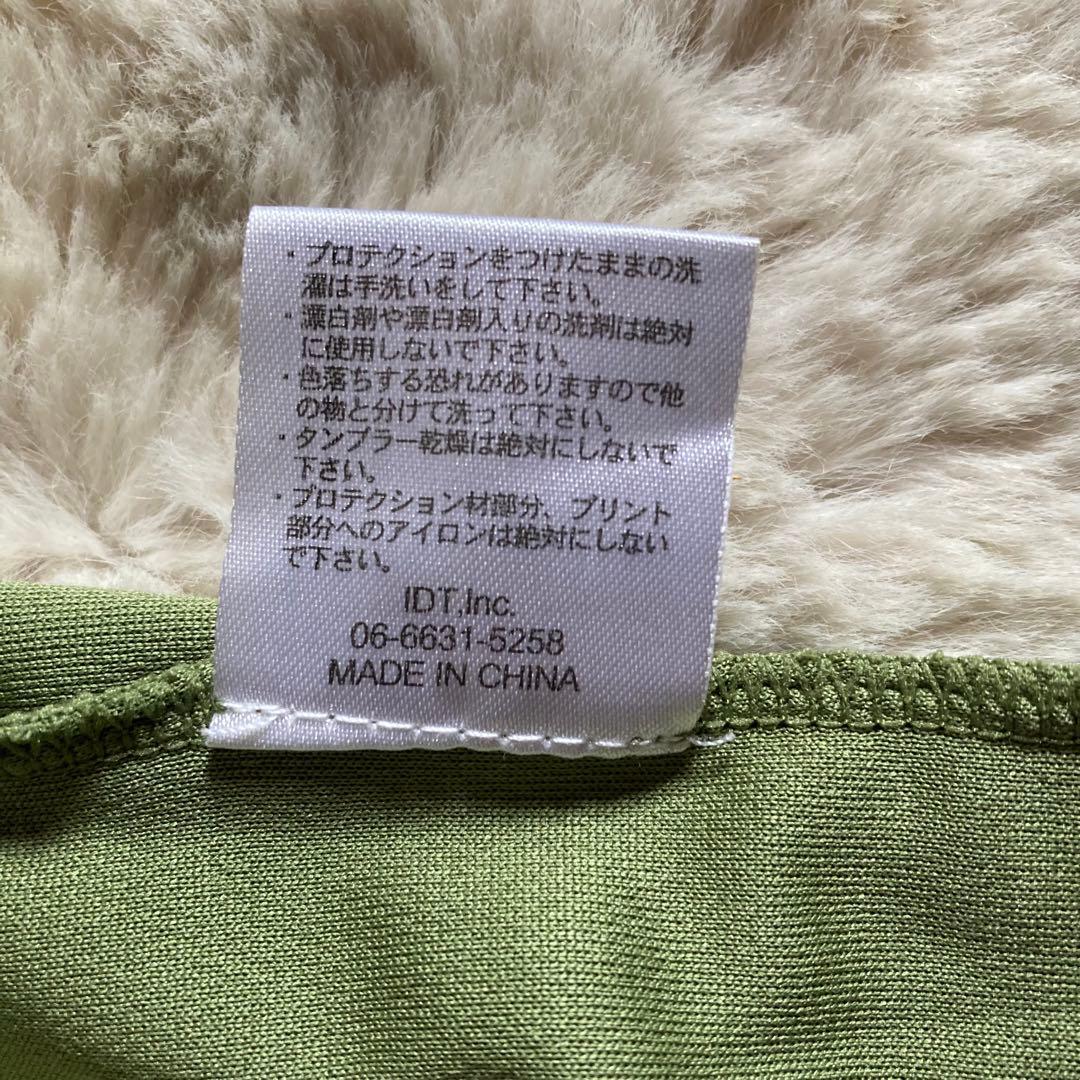 ・プロテクションをつけたままの洗
濯は手洗いをして下さい。
・漂白剤や漂白剤入りの洗剤は絶対
に使用しないで下さい。
・色落ちする恐れがありますので他
の物と分けて洗って下さい。
・タンブラー乾燥は絶対にしないで
下さい。
・プロテクション材部分、プリント
部分へのアイロンは絶対にしない
で下さい。
IDT,Inc.
06-6631-5258
MADE IN CHINA